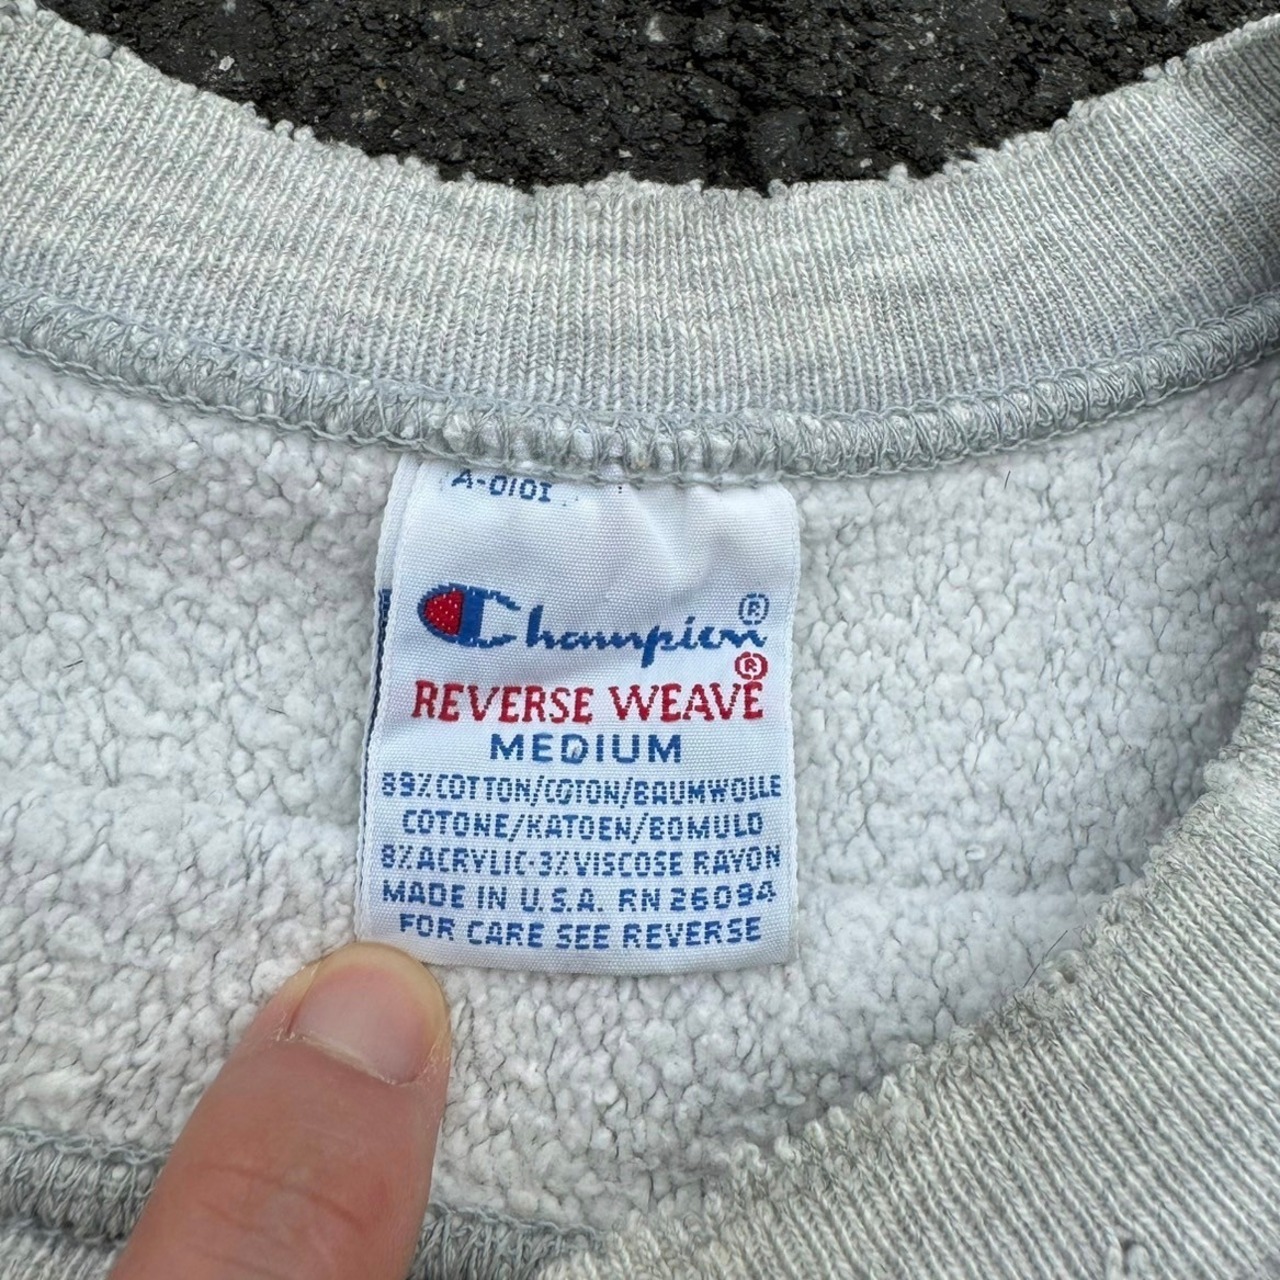 A-0101
Champion®
REVERSE WEAVE®
MEDIUM
89%COTTON/COTON/BAUMWOLLE
COTONE/KATOEN/BOMULD
8%ACRYLIC-3%VISCOSE RAYON
MADE IN U.S.A. RN 26094
FOR CARE SEE REVERSE